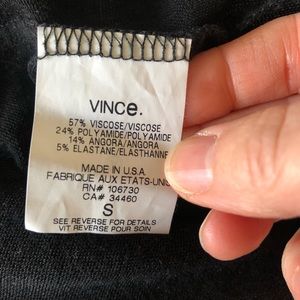 VINCe.
57% VISCOSE/VISCOSE
24% POLYAMIDE/POLYAMIDE
14% ANGORA/ANGORA
5% ELASTANE/ELASTHANNE
MADE IN U.S.A.
FABRIQUE AUX ETATS-UNIS
RN# 106730
CA# 34460
S
SEE REVERSE FOR DETAILS
VIT REVERSE POUR SOIN